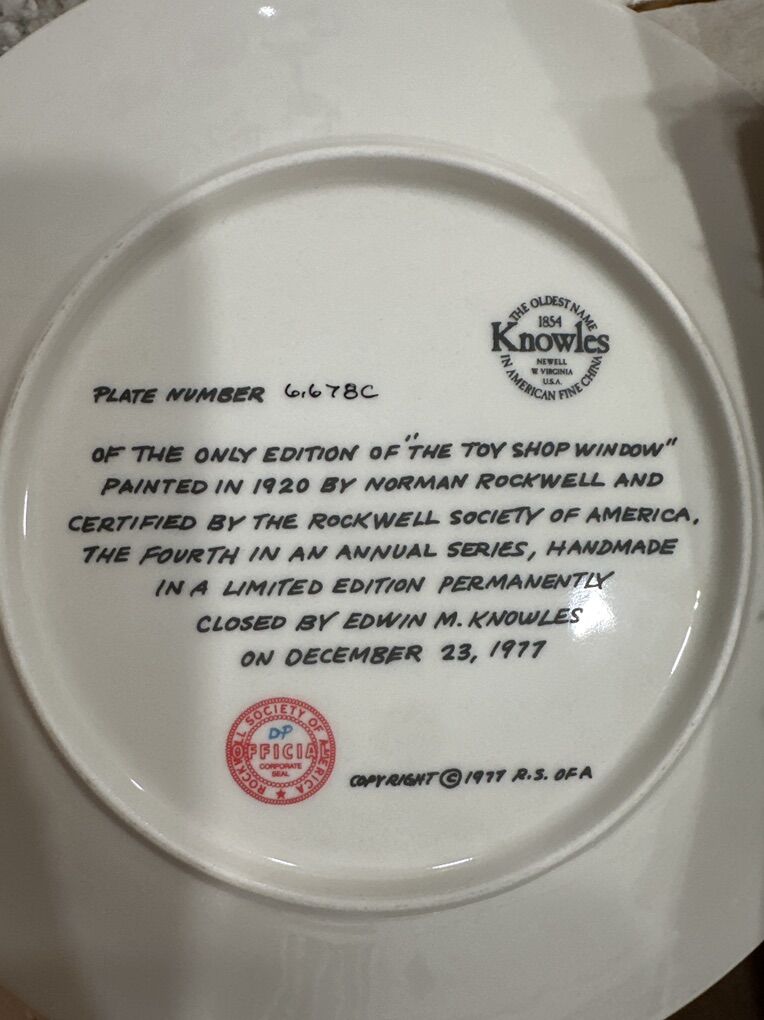 THE OLDEST NAME
1854
Knowles
NEWELL
W. VIRGINIA
U.S.A.
IN AMERICAN FINE CHINA
PLATE NUMBER 6,678C
OF THE ONLY EDITION OF "THE TOY SHOP WINDOW"
PAINTED IN 1920 BY NORMAN ROCKWELL AND
CERTIFIED BY THE ROCKWELL SOCIETY OF AMERICA,
THE FOURTH IN AN ANNUAL SERIES, HANDMADE
IN A LIMITED EDITION PERMANENTLY
CLOSED BY EDWIN M. KNOWLES
ON DECEMBER 23, 1977
ROCKWELL SOCIETY OF AMERICA
DP
OFFICIAL
CORPORATE
SEAL
COPYRIGHT © 1977 R.S. OF A